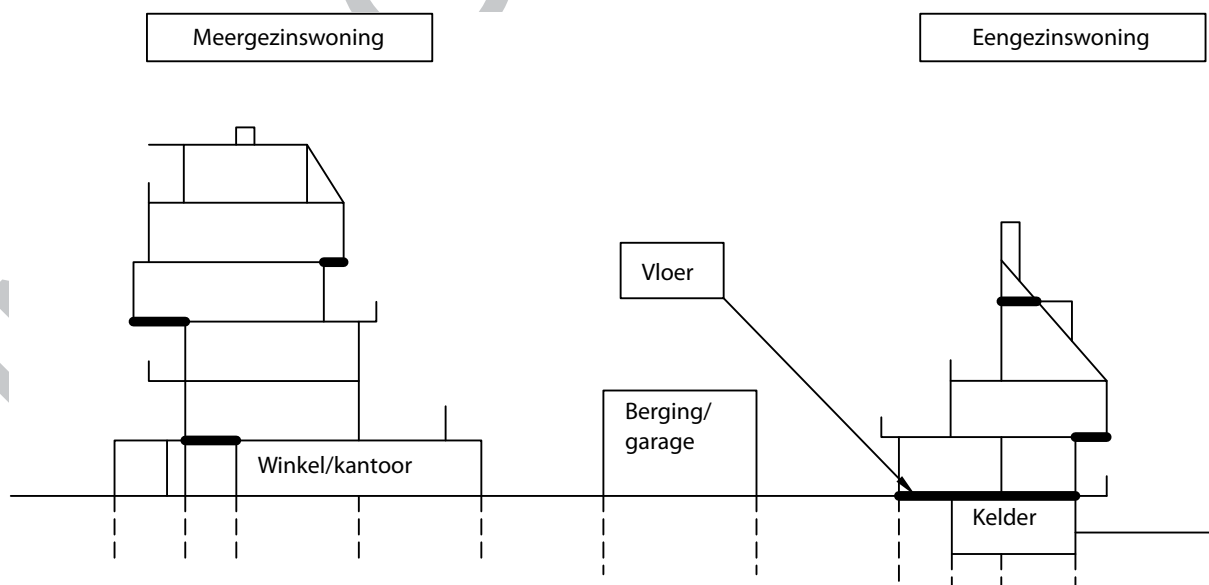 Meergezinswoning
Eengezinswoning
Vloer
Berging/
garage
Winkel/kantoor
Kelder